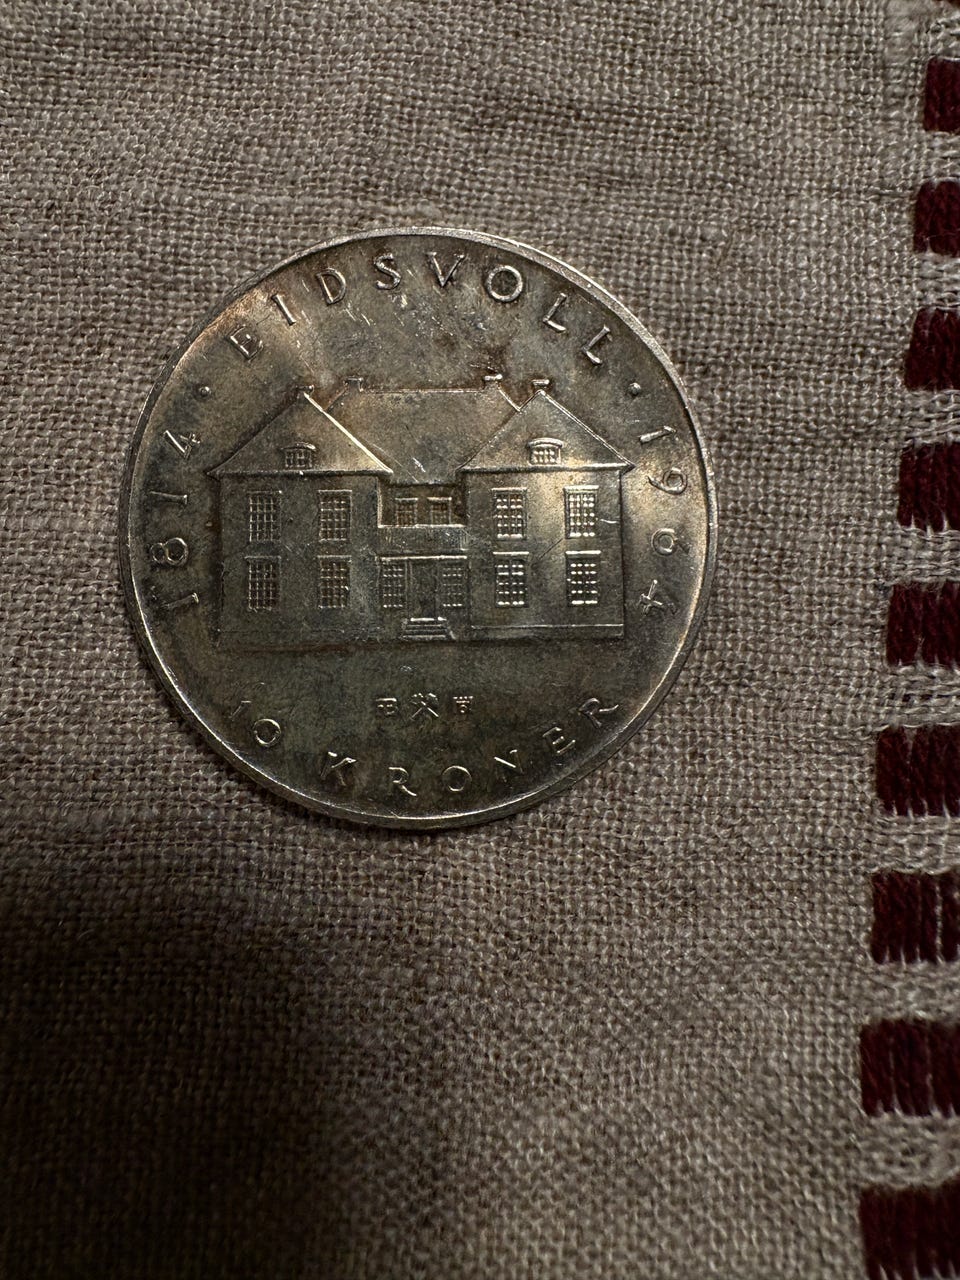 1814 · EIDSVOLL · 1964
10 KRONER